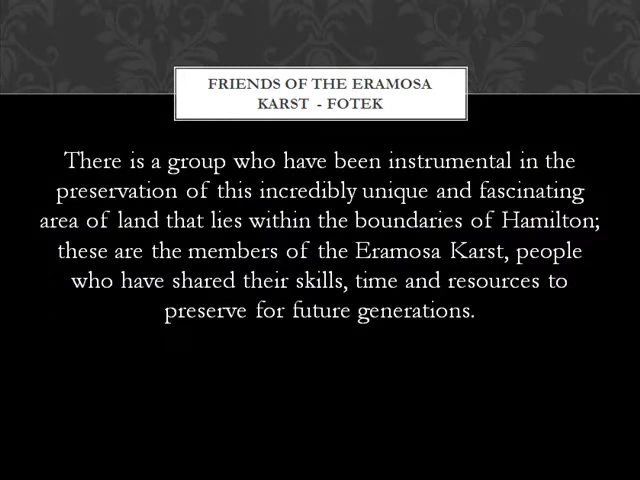 FRIENDS OF THE ERAMOSA
KARST - FOTEK
There is a group who have been instrumental in the
preservation of this incredibly unique and fascinating
area of land that lies within the boundaries of Hamilton;
these are the members of the Eramosa Karst, people
who have shared their skills, time and resources to
preserve for future generations.